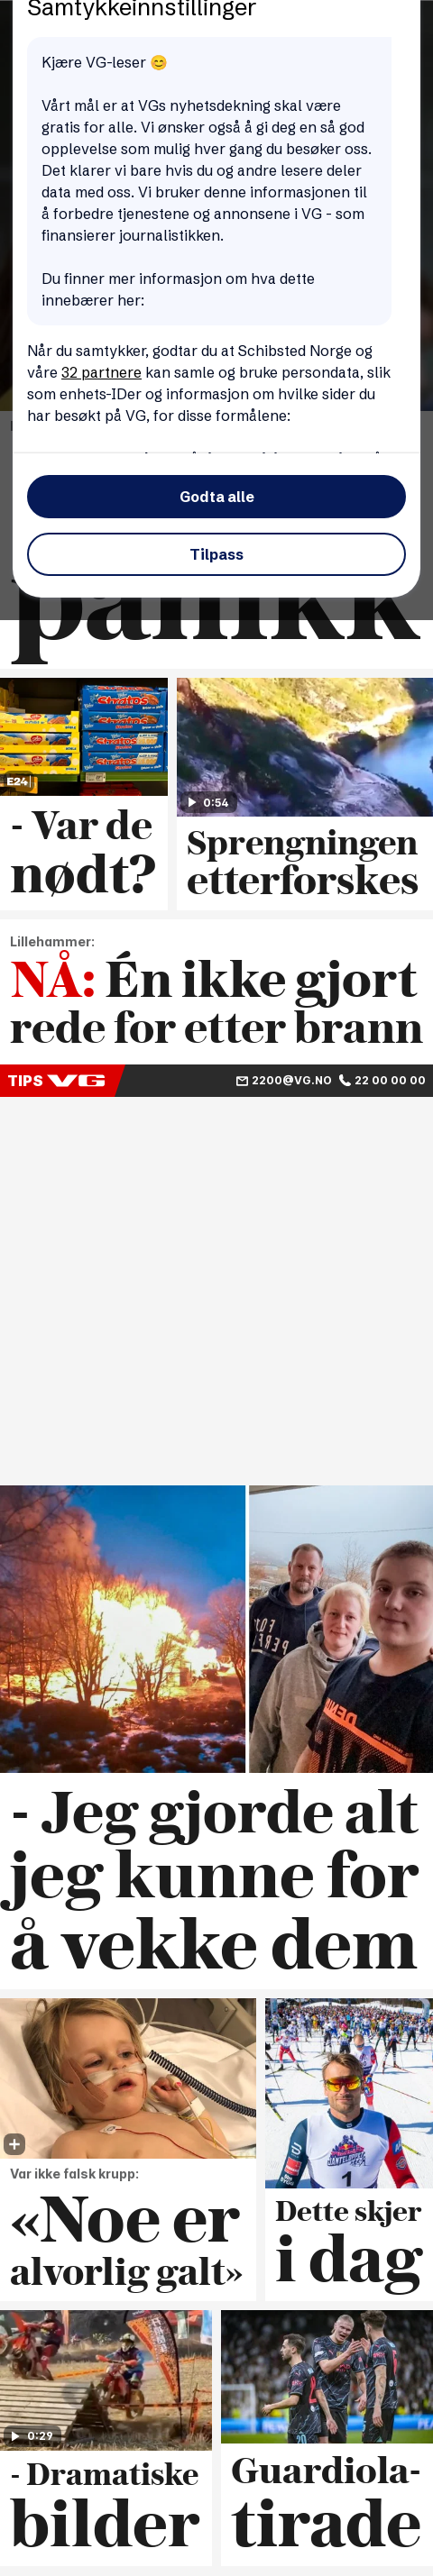 Samtykkeinnstillinger
Kjære VG-leser 😊
Vårt mål er at VGs nyhetsdekning skal være
gratis for alle. Vi ønsker også å gi deg en så god
opplevelse som mulig hver gang du besøker oss.
Det klarer vi bare hvis du og andre lesere deler
data med oss. Vi bruker denne informasjonen til
å forbedre tjenestene og annonsene i VG - som
finansierer journalistikken.
Du finner mer informasjon om hva dette
innebærer her:
Når du samtykker, godtar du at Schibsted Norge og
våre 32 partnere kan samle og bruke persondata, slik
som enhets-IDer og informasjon om hvilke sider du
har besøkt på VG, for disse formålene:
Godta alle
Tilpass
panikk
stratos
E24
0:54
- Var de
nødt?
Sprengningen
etterforskes
Lillehammer:
NÅ: Én ikke gjort
rede for etter brann
TIPS VG
2200@VG.NO
22 00 00 00
- Jeg gjorde alt
jeg kunne for
å vekke dem
1
Var ikke falsk krupp:
«Noe er
alvorlig galt»
Dette skjer
i dag
0:29
20
- Dramatiske
bilder
Guardiola-
tirade